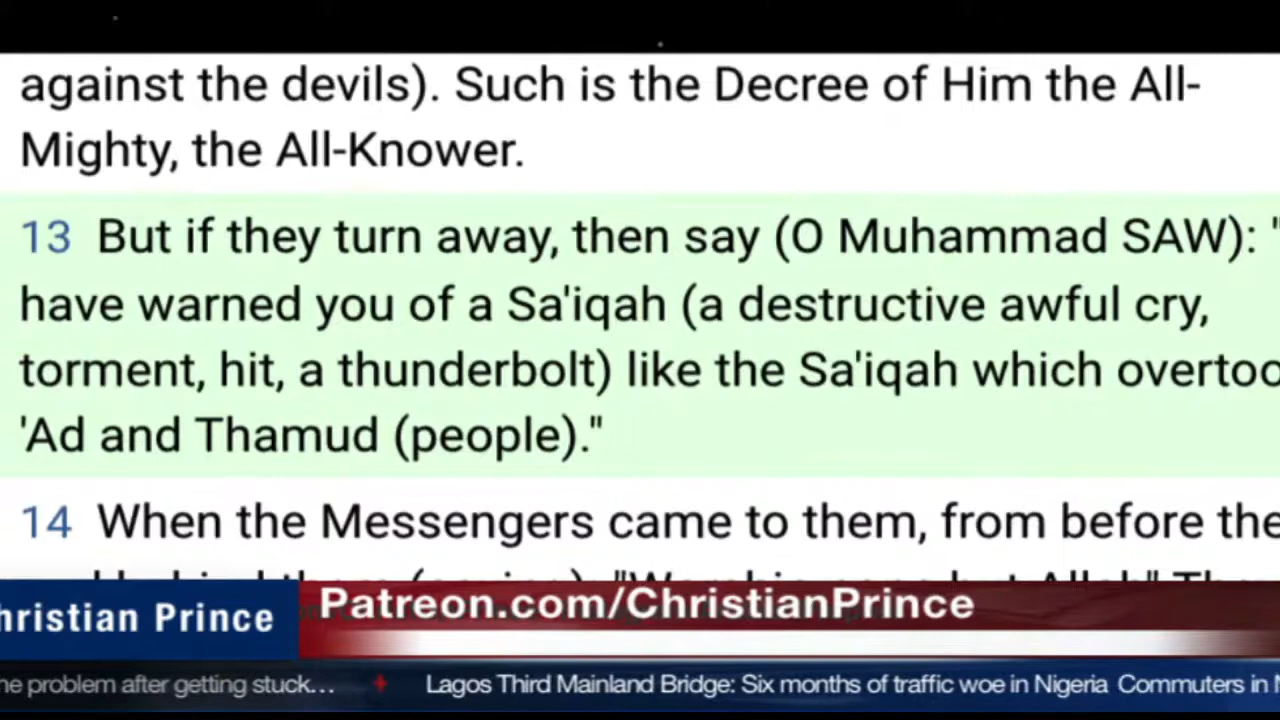 against the devils). Such is the Decree of Him the All-
Mighty, the All-Knower.
13 But if they turn away, then say (O Muhammad SAW): "
have warned you of a Sa'iqah (a destructive awful cry,
torment, hit, a thunderbolt) like the Sa'iqah which overtoo
'Ad and Thamud (people)."
14 When the Messengers came to them, from before the
hristian Prince
Patreon.com/ChristianPrince
he problem after getting stuck...
Lagos Third Mainland Bridge: Six months of traffic woe in Nigeria Commuters in N